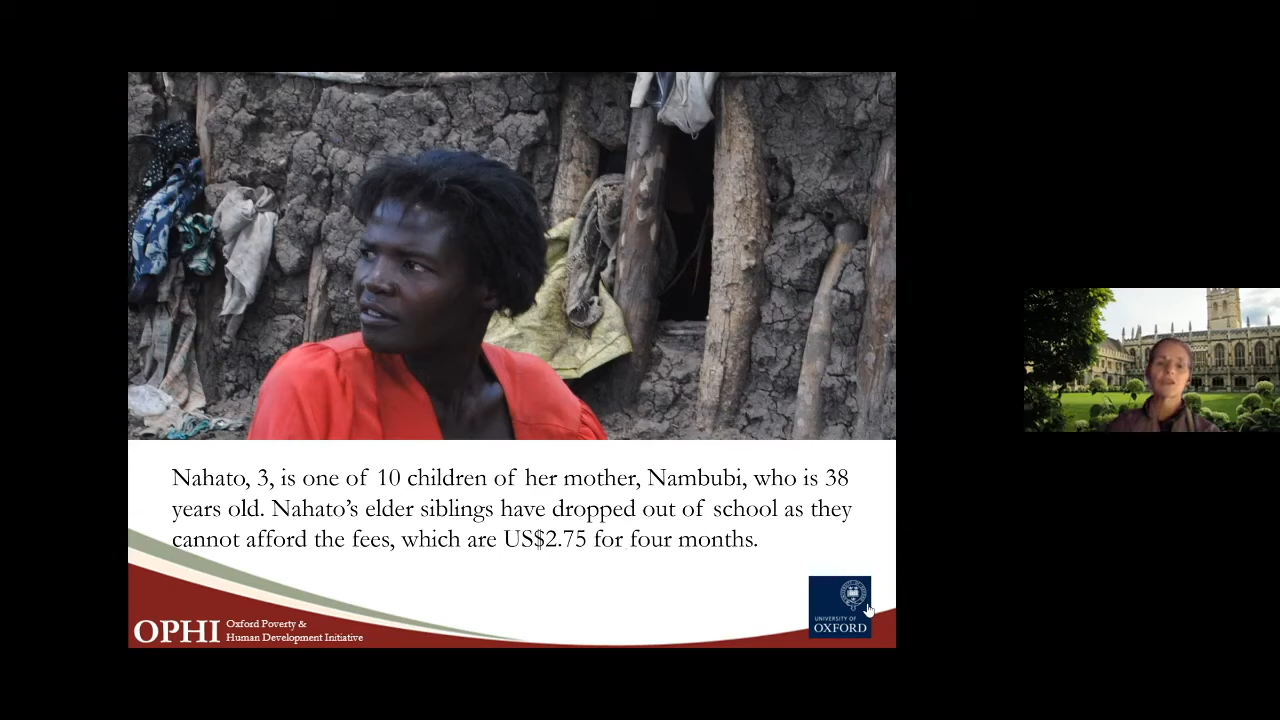 Nahato, 3, is one of 10 children of her mother, Nambubi, who is 38
years old. Nahato’s elder siblings have dropped out of school as they
cannot afford the fees, which are US$2.75 for four months.
OPHI
Oxford Poverty &
Human Development Initiative
UNIVERSITY OF
OXFORD